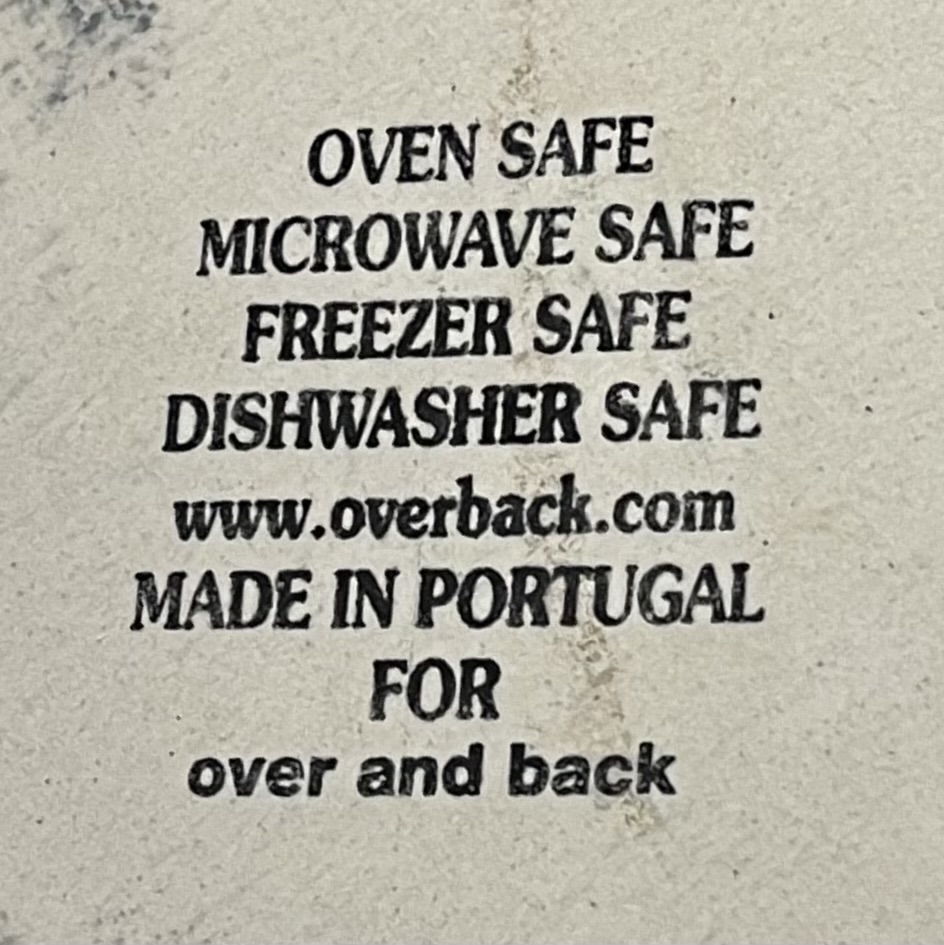 OVEN SAFE
MICROWAVE SAFE
FREEZER SAFE
DISHWASHER SAFE
www.overback.com
MADE IN PORTUGAL
FOR
over and back